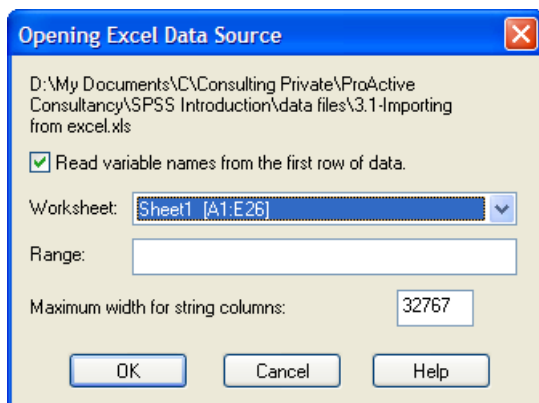 Opening Excel Data Source
D:\My Documents\C\Consulting Private\ProActive
Consultancy\SPSS Introduction\data files\3.1-Importing
from excel.xls
Read variable names from the first row of data.
Worksheet: Sheet1 [A1:E26]
Range:
Maximum width for string columns: 32767
OK Cancel Help